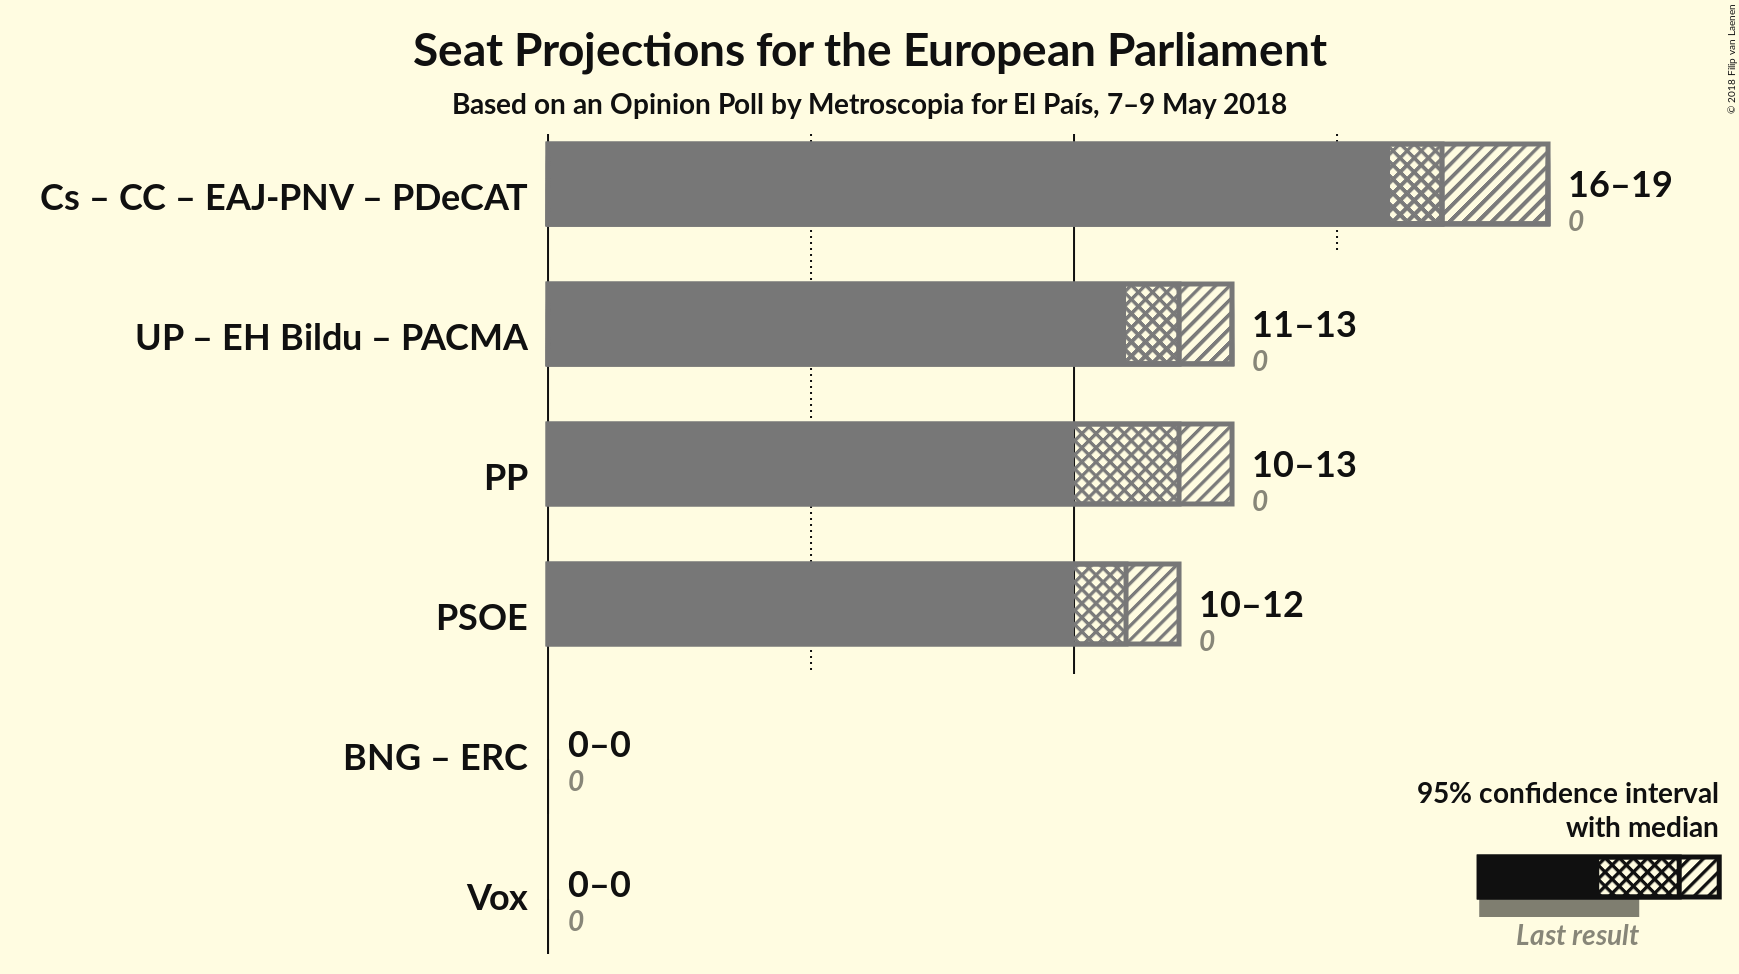 Seat Projections for the European Parliament
Based on an Opinion Poll by Metroscopia for El País, 7–9 May 2018
© 2018 Filip van Laenen
Cs – CC – EAJ-PNV – PDeCAT
16–19
0
UP – EH Bildu – PACMA
11–13
0
PP
10–13
0
PSOE
10–12
0
BNG – ERC
0–0
0
Vox
0–0
0
95% confidence interval
with median
Last result